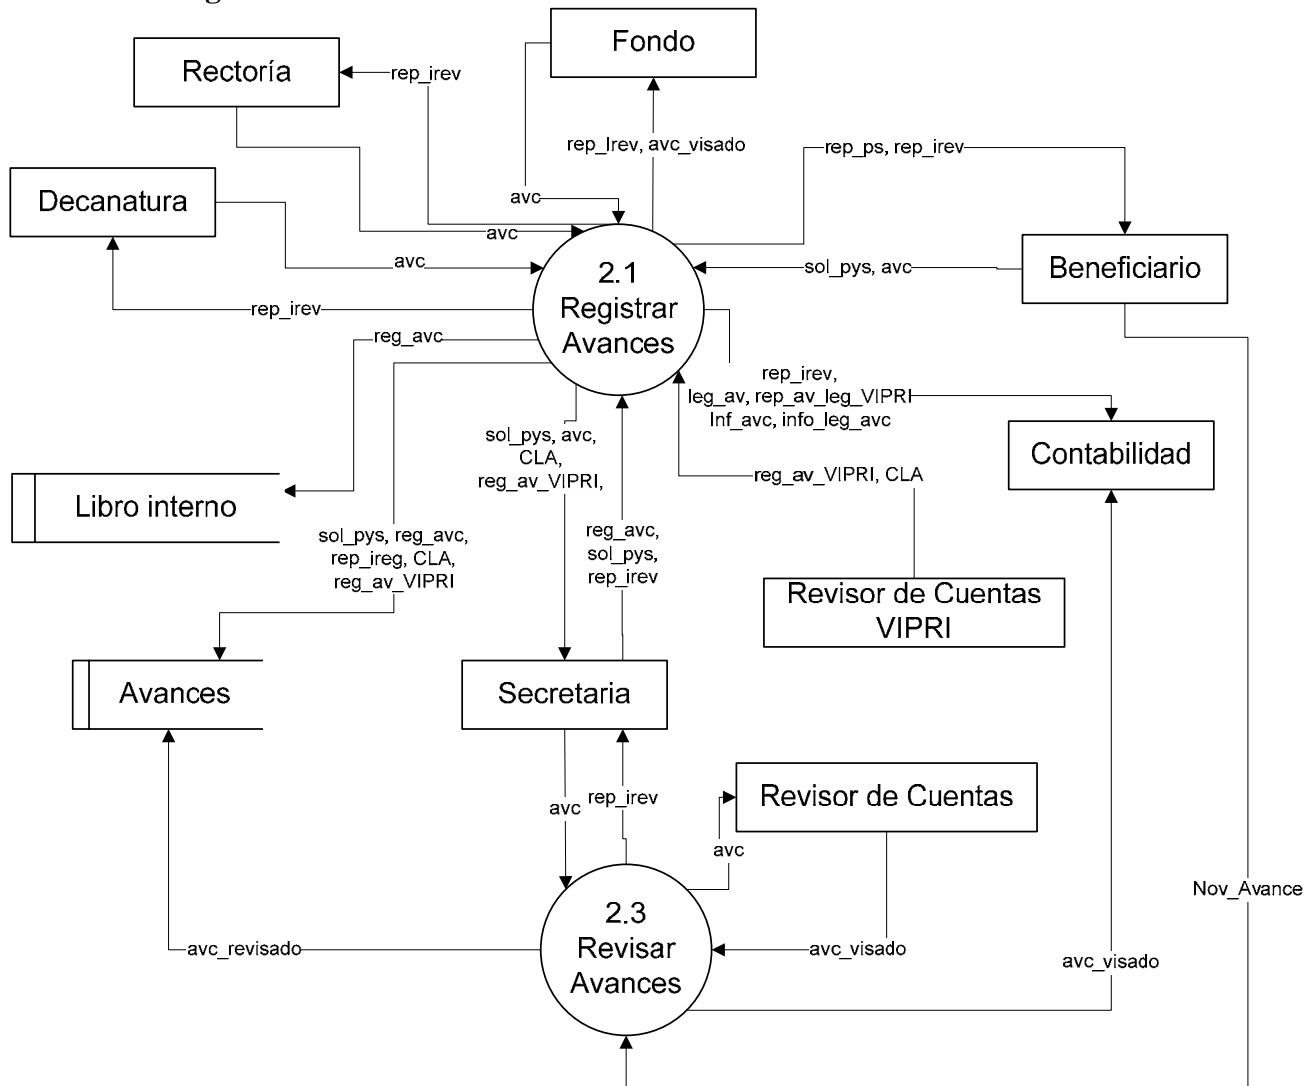 Fondo
Rectoría
rep_irev
rep_Irev, avc_visado
rep_ps, rep_irev
Decanatura
avc
avc
avc
sol_pys, avc
Beneficiario
2.1
Registrar
Avances
rep_irev
reg_avc
rep_irev,
leg_av, rep_av_leg_VIPRI
Inf_avc, info_leg_avc
sol_pys, avc,
CLA,
reg_av_VIPRI,
Contabilidad
reg_av_VIPRI, CLA
Libro interno
sol_pys, reg_avc,
rep_ireg, CLA,
reg_av_VIPRI
reg_avc,
sol_pys,
rep_irev
Revisor de Cuentas
VIPRI
Avances
Secretaria
avc
rep_irev
Revisor de Cuentas
avc
Nov_Avance
2.3
Revisar
Avances
avc_revisado
avc_visado
avc_visado